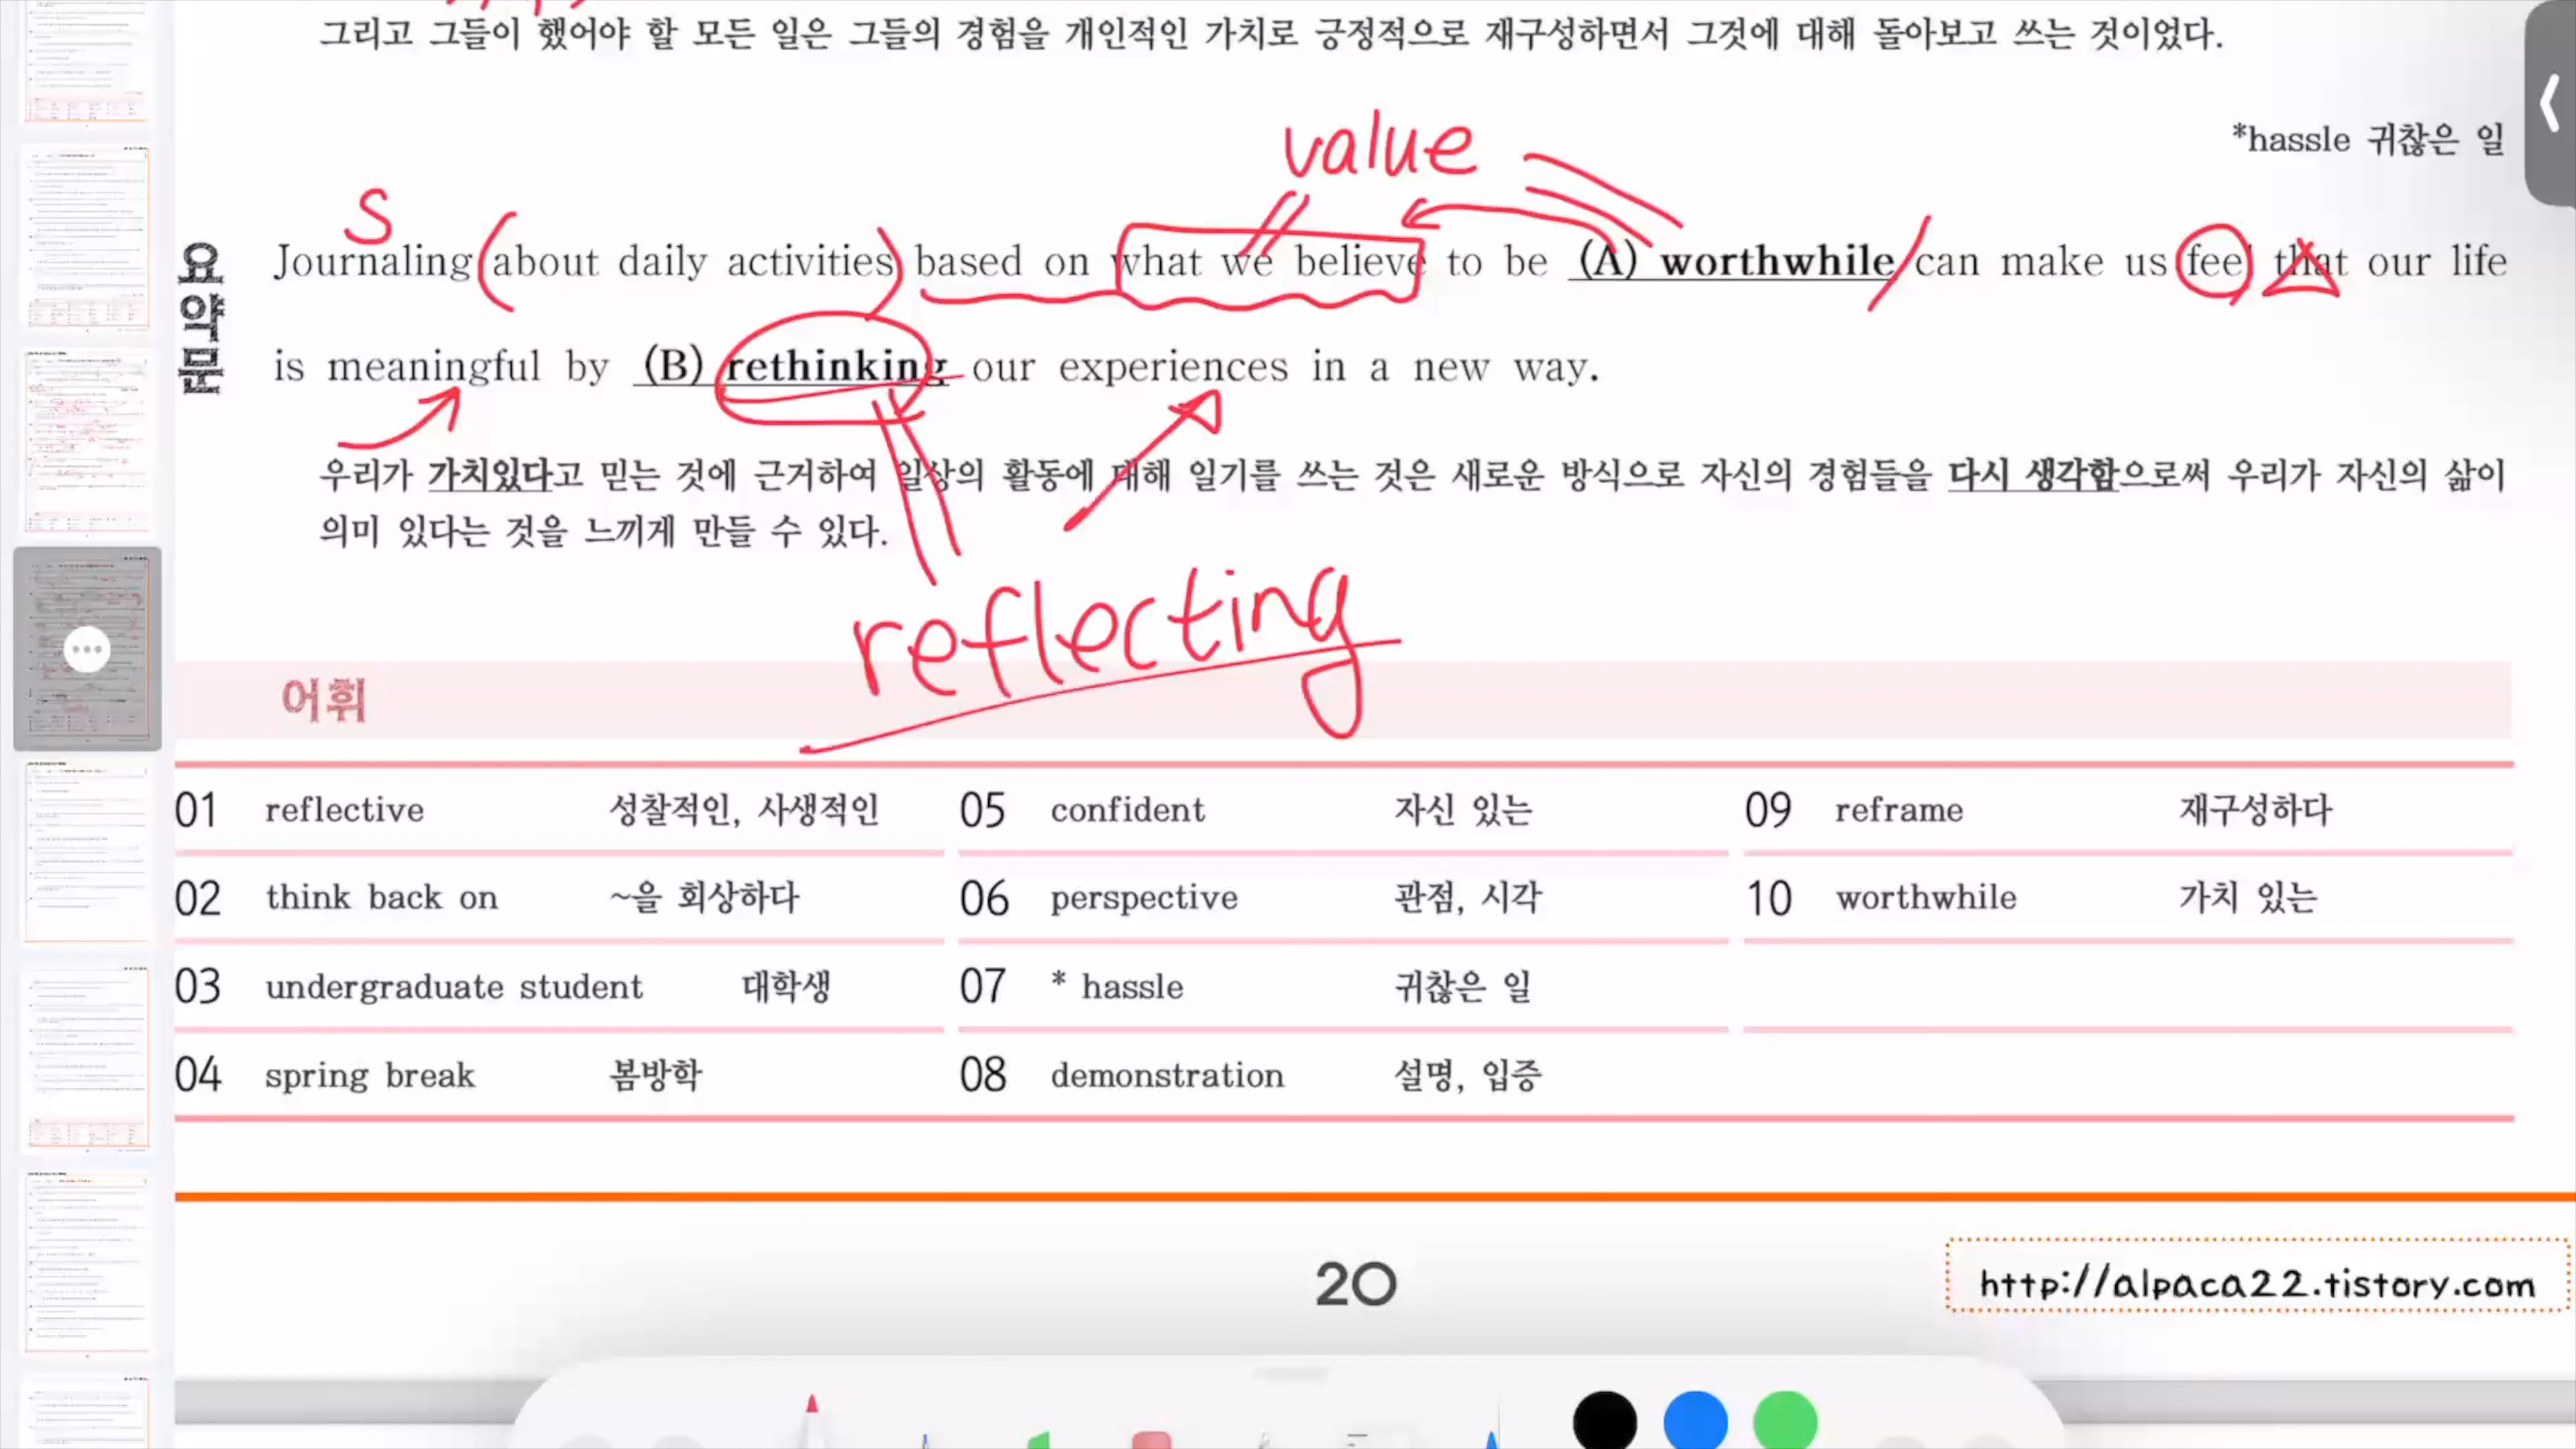 그리고 그들이 했어야 할 모든 일은 그들의 경험을 개인적인 가치로 긍정적으로 재구성하면서 그것에 대해 돌아보고 쓰는 것이었다.
*hassle 귀찮은 일
value
S
요약문
Journaling about daily activities based on what we believe to be (A) worthwhile can make us feel that our life
is meaningful by (B) rethinking our experiences in a new way.
우리가 가치있다고 믿는 것에 근거하여 일상의 활동에 대해 일기를 쓰는 것은 새로운 방식으로 자신의 경험들을 다시 생각함으로써 우리가 자신의 삶이
의미 있다는 것을 느끼게 만들 수 있다.
reflecting
어휘
01 reflective 성찰적인, 사생적인 05 confident 자신 있는 09 reframe 재구성하다
02 think back on ~을 회상하다 06 perspective 관점, 시각 10 worthwhile 가치 있는
03 undergraduate student 대학생 07 * hassle 귀찮은 일
04 spring break 봄방학 08 demonstration 설명, 입증
20
http://alpaca22.tistory.com